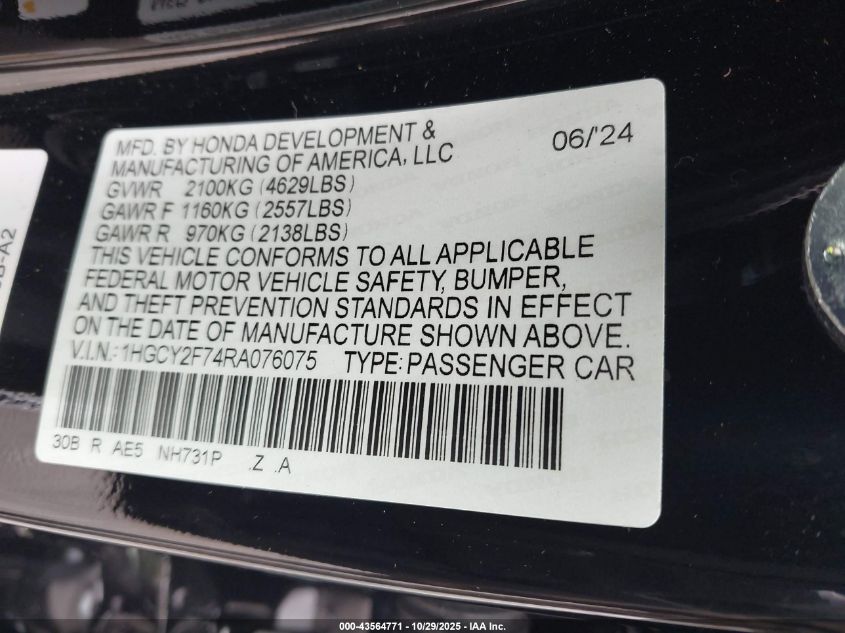 MFD. BY HONDA DEVELOPMENT &
MANUFACTURING OF AMERICA, LLC
06/'24
GVWR 2100KG (4629LBS)
GAWR F 1160KG (2557LBS)
GAWR R 970KG (2138LBS)
THIS VEHICLE CONFORMS TO ALL APPLICABLE
FEDERAL MOTOR VEHICLE SAFETY, BUMPER,
AND THEFT PREVENTION STANDARDS IN EFFECT
ON THE DATE OF MANUFACTURE SHOWN ABOVE.
V.I.N.: 1HGCY2F74RA076075 TYPE: PASSENGER CAR
30B R AE5 NH731P .Z .A
000-43564771 | 10/29/2025 | IAA Inc.